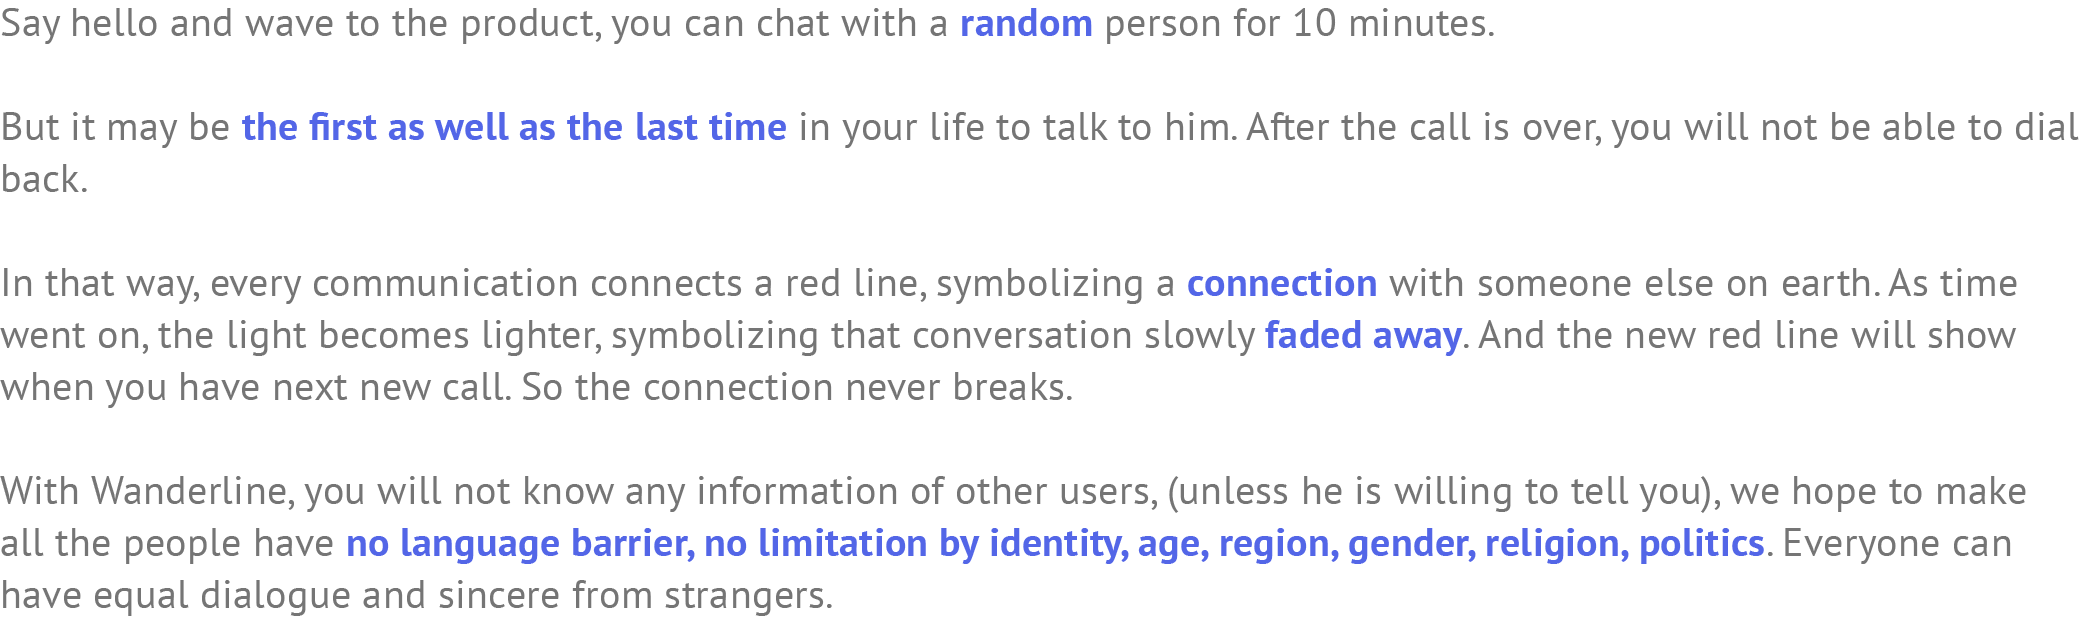 Say hello and wave to the product, you can chat with a random person for 10 minutes.
But it may be the first as well as the last time in your life to talk to him. After the call is over, you will not be able to dial
back.
In that way, every communication connects a red line, symbolizing a connection with someone else on earth. As time
went on, the light becomes lighter, symbolizing that conversation slowly faded away. And the new red line will show
when you have next new call. So the connection never breaks.
With Wanderline, you will not know any information of other users, (unless he is willing to tell you), we hope to make
all the people have no language barrier, no limitation by identity, age, region, gender, religion, politics. Everyone can
have equal dialogue and sincere from strangers.